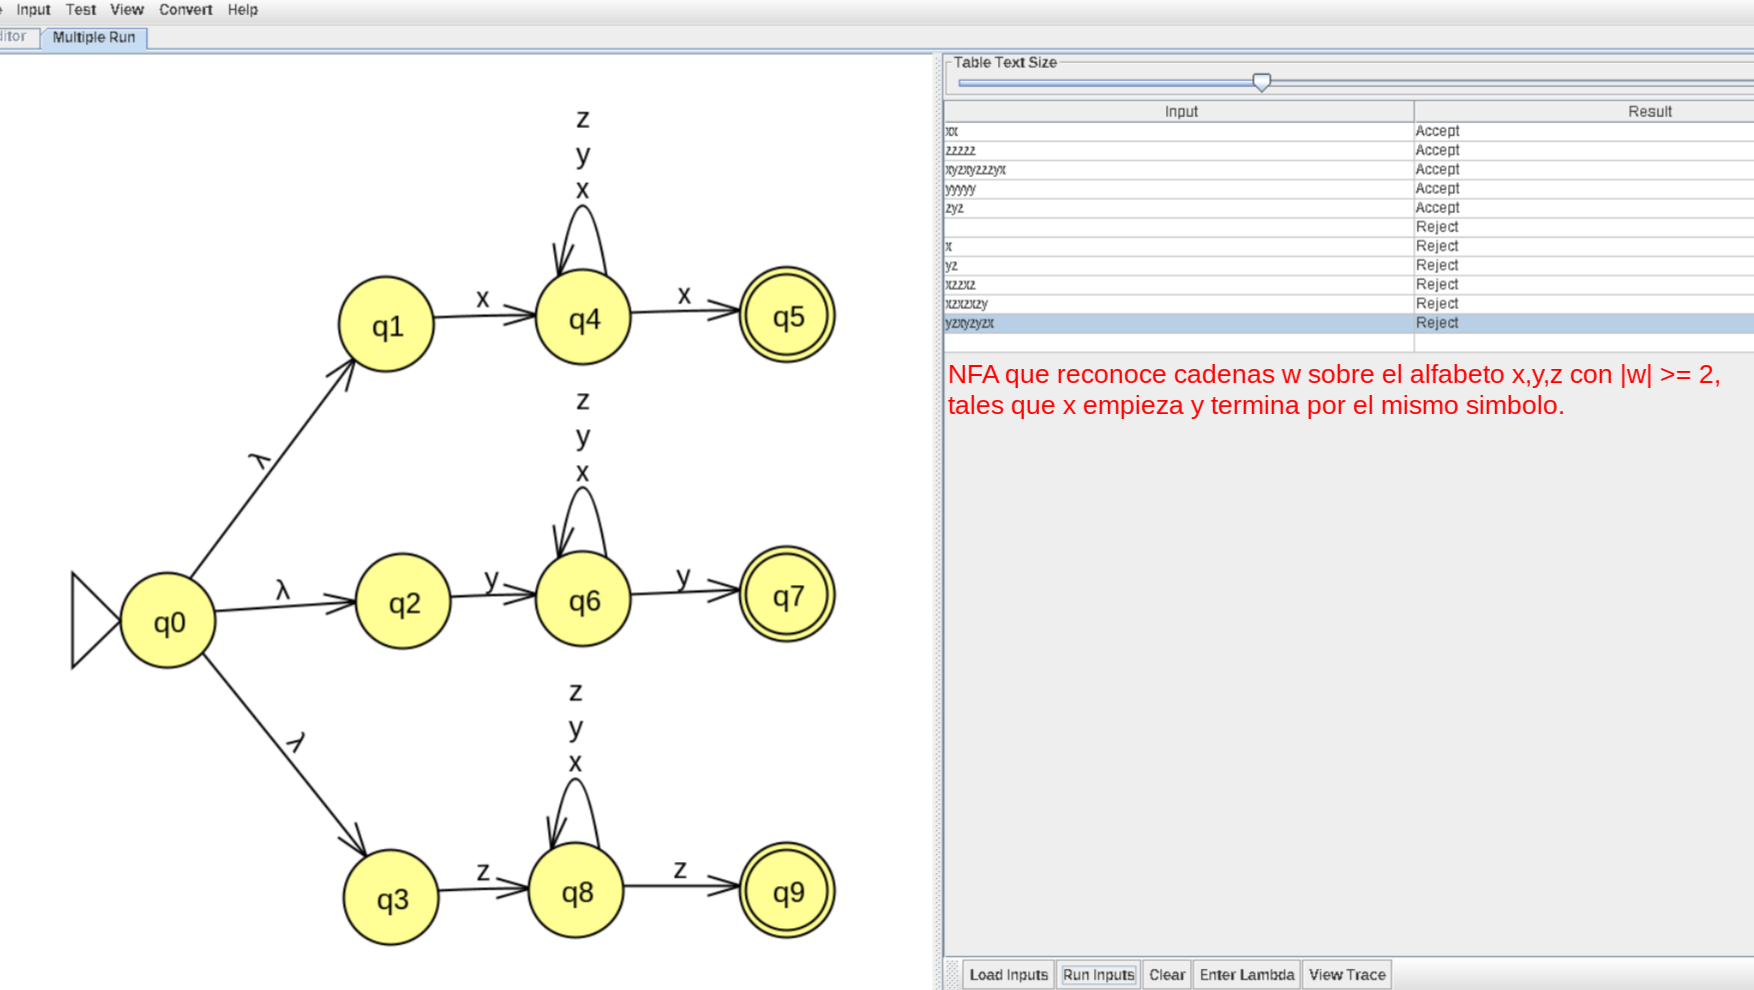 Input Test View Convert Help
Multiple Run
Table Text Size
Input Result
xx Accept
zzzzz Accept
xyzxyzzzyx Accept
yyyyy Accept
zyz Accept
Reject
x Reject
yz Reject
xzzxz Reject
xzxzxzy Reject
yzxyzyzx Reject
NFA que reconoce cadenas w sobre el alfabeto x,y,z con |w| >= 2,
tales que x empieza y termina por el mismo simbolo.
z
y
x
q1
x
q4
x
q5
λ
z
y
x
q0
λ
q2
y
q6
y
q7
λ
z
y
x
q3
z
q8
z
q9
Load Inputs Run Inputs Clear Enter Lambda View Trace